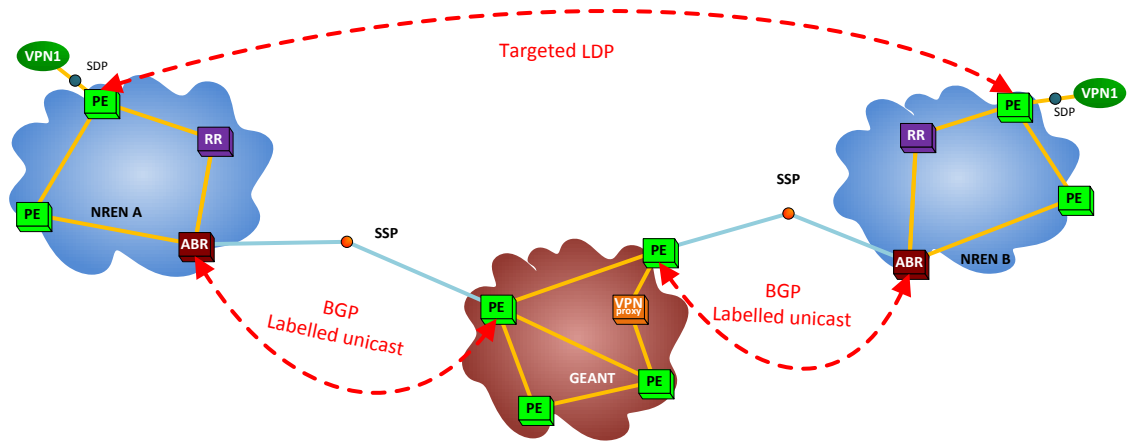 Targeted LDP
VPN1
SDP
PE
RR
PE
NREN A
ABR
SSP
BGP
Labelled unicast
PE
VPN
proxy
PE
GEANT
PE
PE
SSP
BGP
Labelled unicast
PE
VPN1
SDP
RR
PE
ABR
NREN B